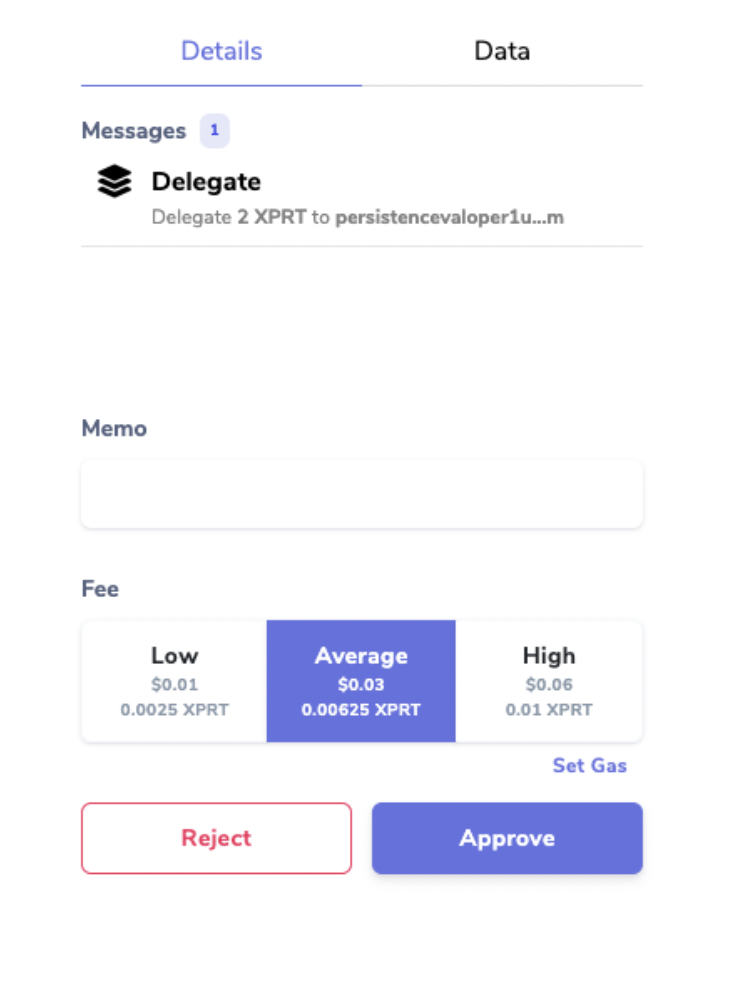 Details Data
Messages 1
Delegate
Delegate 2 XPRT to persistencevaloper1u...m
Memo
Fee
Low Average High
$0.01 $0.03 $0.06
0.0025 XPRT 0.00625 XPRT 0.01 XPRT
Set Gas
Reject Approve